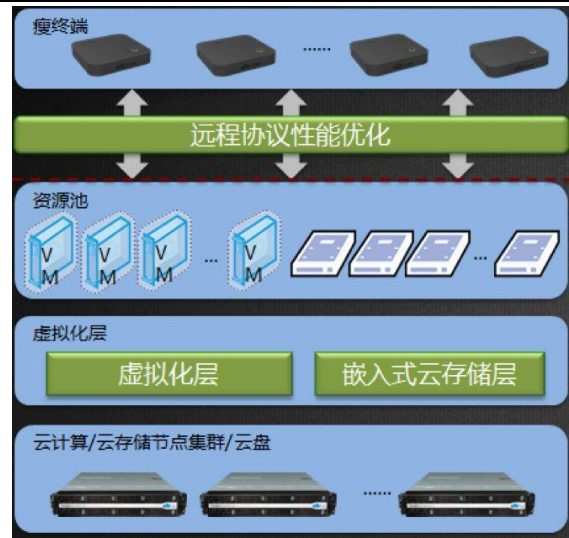 瘦终端
......
远程协议性能优化
资源池
V M V M V M ... V M ...
虚拟化层
虚拟化层 嵌入式云存储层
云计算/云存储节点集群/云盘
......